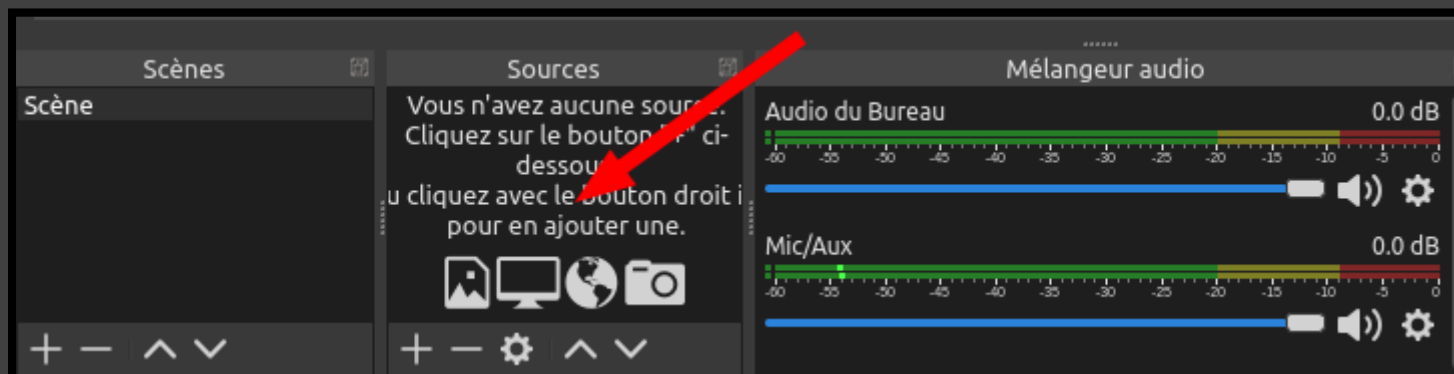 Scènes
Scène
Sources
Vous n'avez aucune source.
Cliquez sur le bouton "+" ci-
dessous
u cliquez avec le bouton droit i
pour en ajouter une.
Mélangeur audio
Audio du Bureau 0.0 dB
-60 -55 -50 -45 -40 -35 -30 -25 -20 -15 -10 -5 0
Mic/Aux 0.0 dB
-60 -55 -50 -45 -40 -35 -30 -25 -20 -15 -10 -5 0